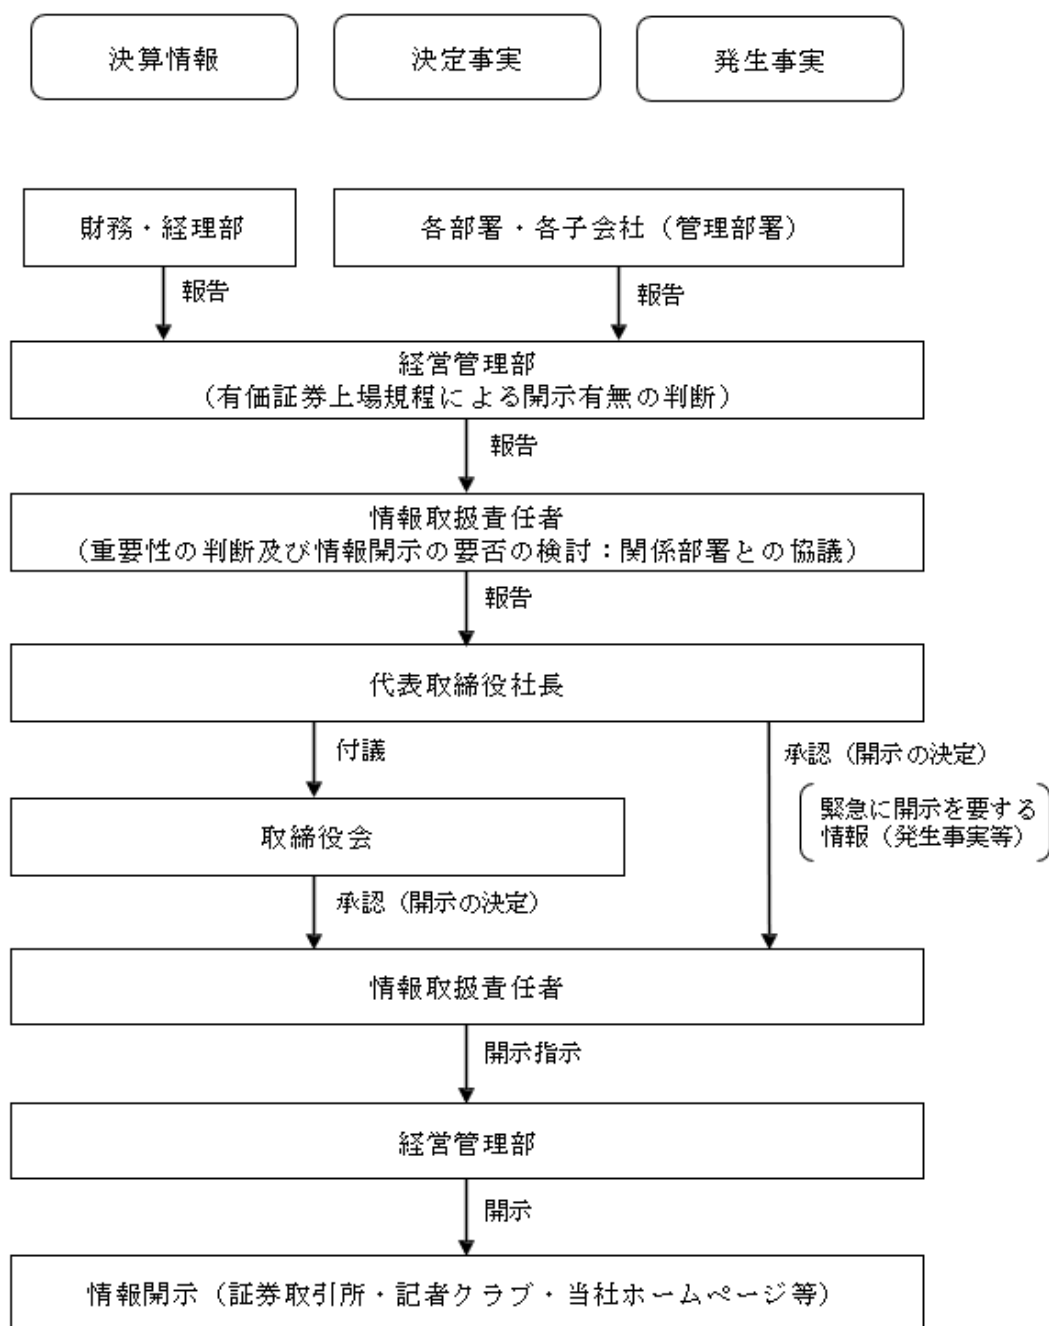 決算情報
決定事実
発生事実
財務・経理部
各部署・各子会社（管理部署）
報告
報告
経営管理部
（有価証券上場規程による開示有無の判断）
報告
情報取扱責任者
（重要性の判断及び情報開示の要否の検討：関係部署との協議）
報告
代表取締役社長
付議
承認（開示の決定）
緊急に開示を要する
情報（発生事実等）
取締役会
承認（開示の決定）
情報取扱責任者
開示指示
経営管理部
開示
情報開示（証券取引所・記者クラブ・当社ホームページ等）